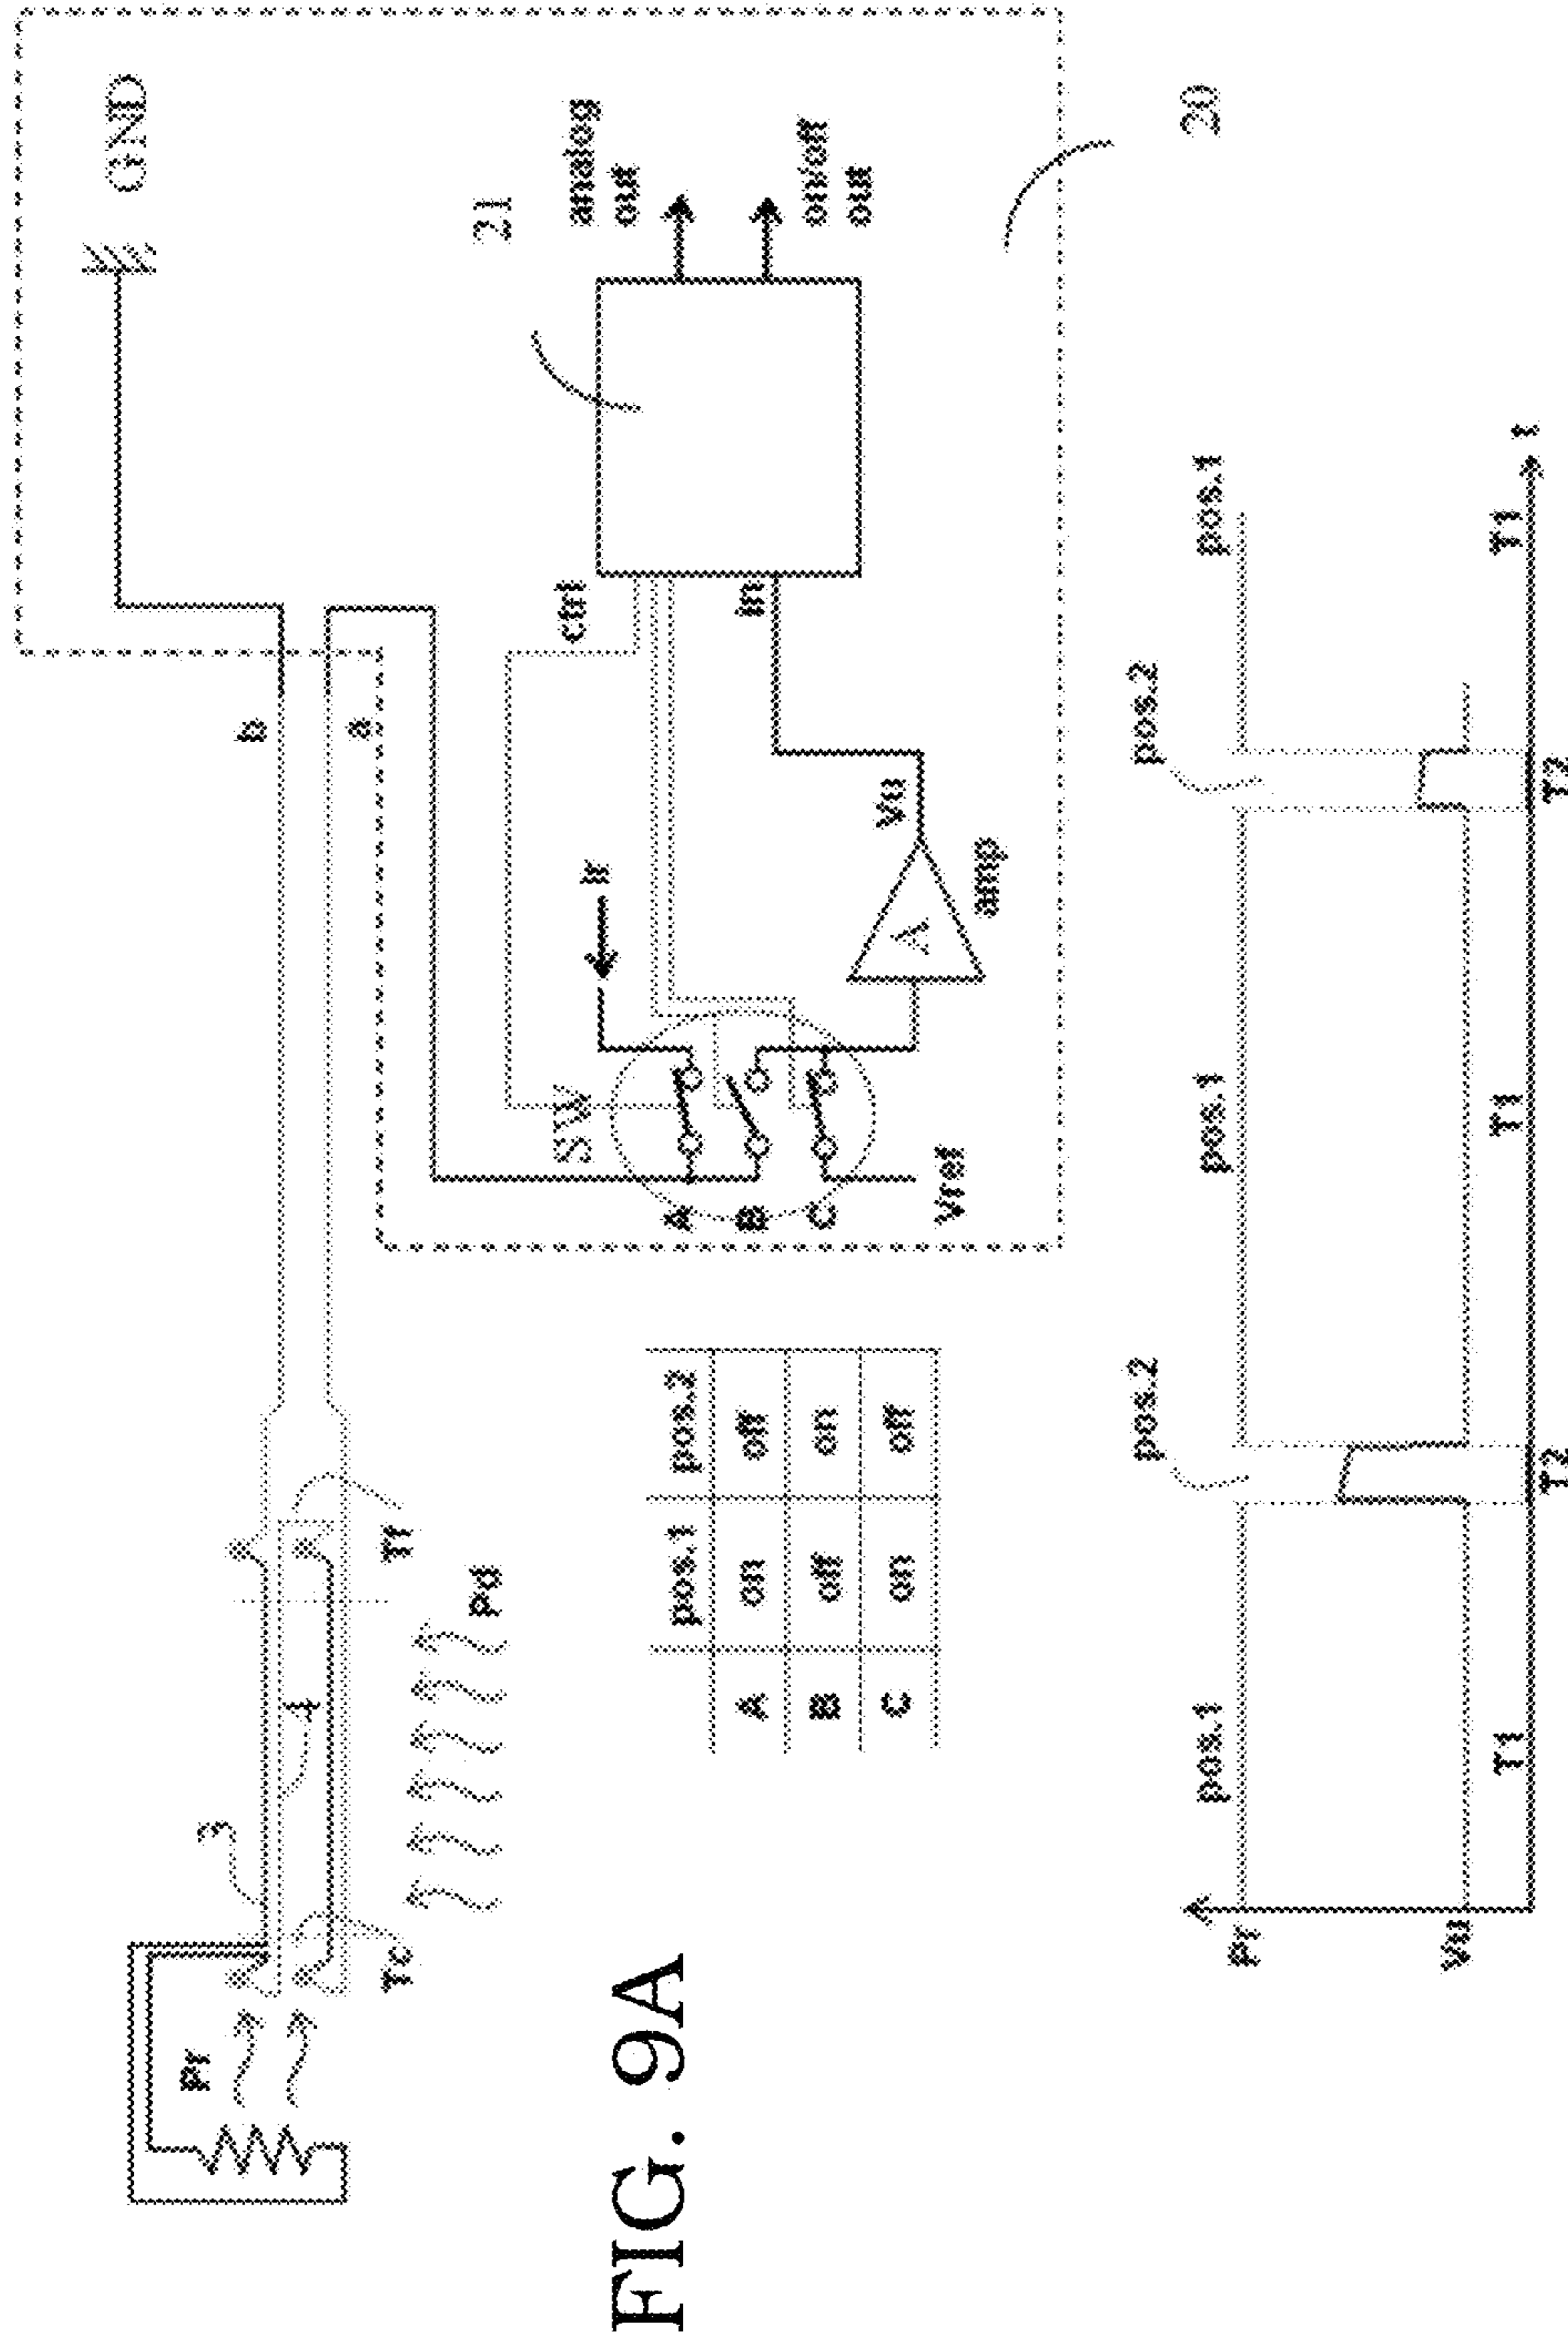 GND
b
a
3
4
Pr
Tc
Tf
Pd
21
analog
out
on/off
out
20
ctrl
in
Ir
SW
A
B
C
Vref
A
amp
Vu
pos.1 pos.2
A on off
B off on
C on off
FIG. 9A
pos.2 pos.2
Pr pos.1 pos.1 pos.1
Vu
T1 T1 T1 t
T2 T2